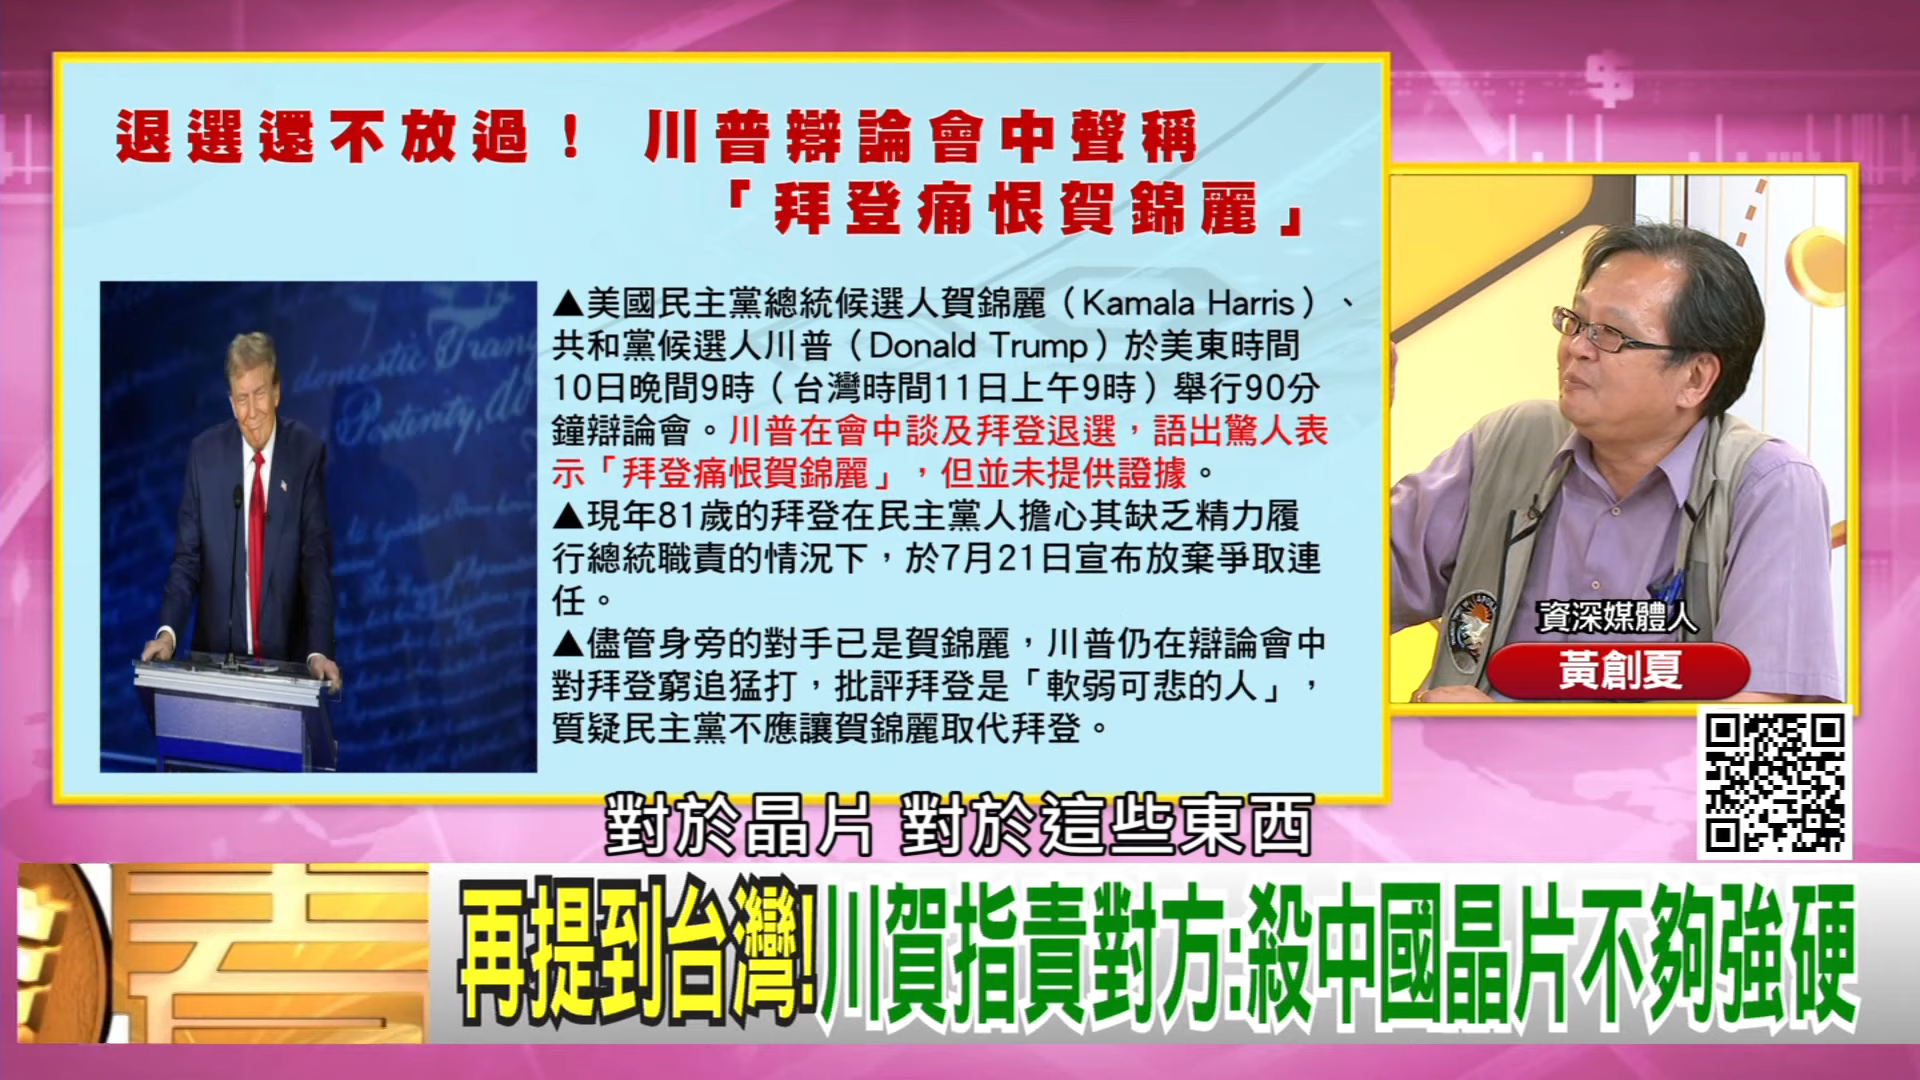 退選還不放過！ 川普辯論會中聲稱
「拜登痛恨賀錦麗」
▲美國民主黨總統候選人賀錦麗（Kamala Harris）、
共和黨候選人川普（Donald Trump）於美東時間
10日晚間9時（台灣時間11日上午9時）舉行90分
鐘辯論會。川普在會中談及拜登退選，語出驚人表
示「拜登痛恨賀錦麗」，但並未提供證據。
▲現年81歲的拜登在民主黨人擔心其缺乏精力履
行總統職責的情況下，於7月21日宣布放棄爭取連
任。
▲儘管身旁的對手已是賀錦麗，川普仍在辯論會中
對拜登窮追猛打，批評拜登是「軟弱可悲的人」，
質疑民主黨不應讓賀錦麗取代拜登。
domestic Tran
Posterity,
資深媒體人
黃創夏
對於晶片 對於這些東西
再提到台灣!川賀指責對方:殺中國晶片不夠強硬